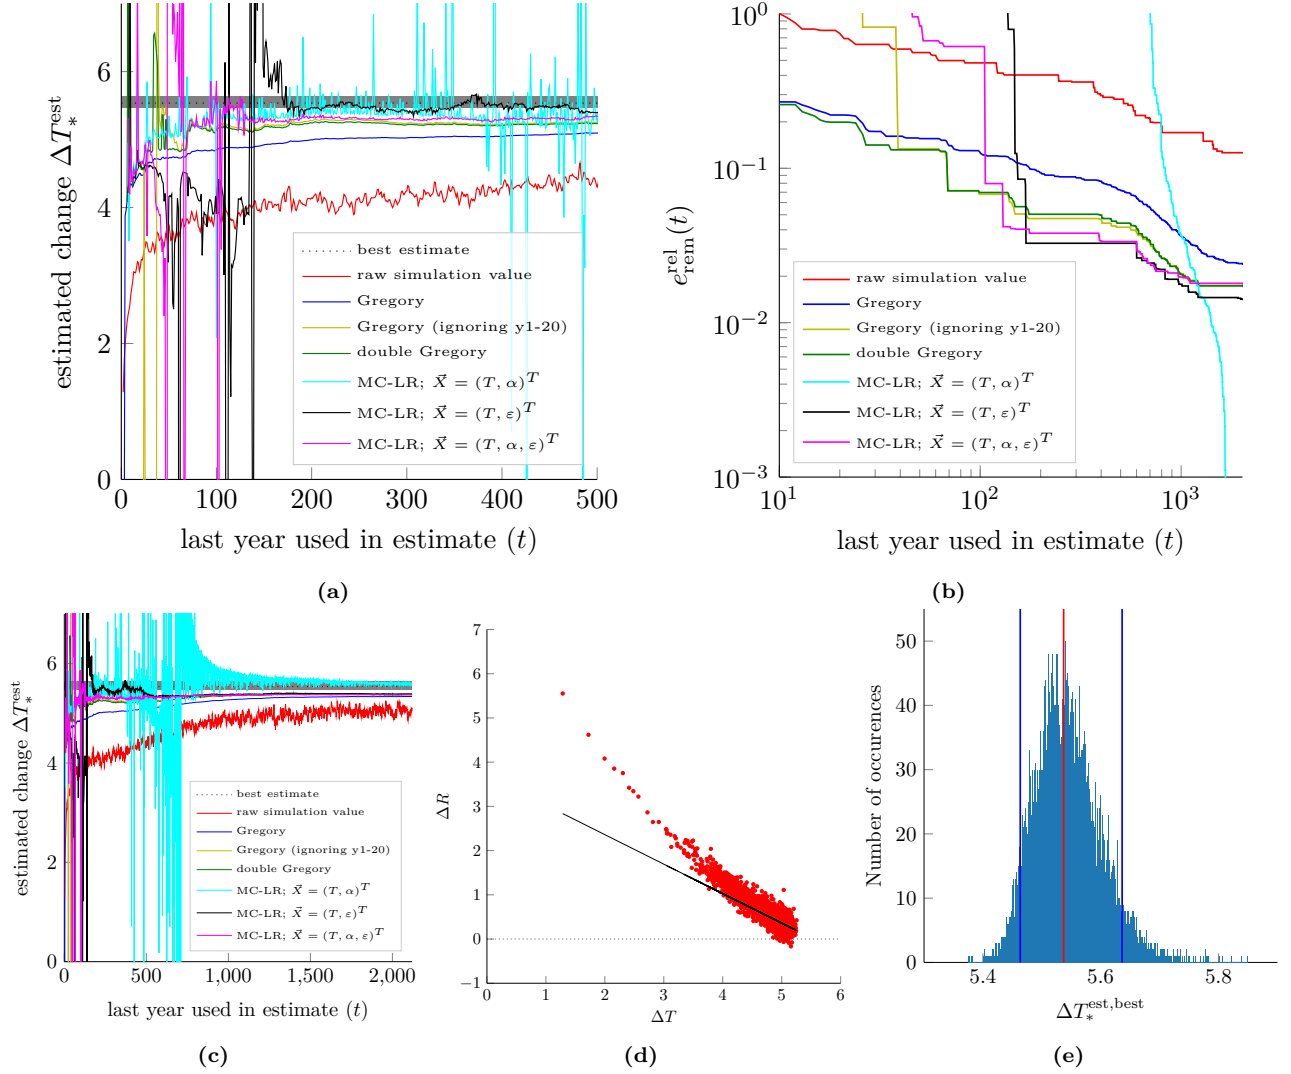 6
4
2
0
0
100
200
300
400
500
estimated change ΔT*^est
last year used in estimate (t)
best estimate
raw simulation value
Gregory
Gregory (ignoring y1-20)
double Gregory
MC-LR; X⃗ = (T, α)^T
MC-LR; X⃗ = (T, ε)^T
MC-LR; X⃗ = (T, α, ε)^T
(a)
10^0
10^−1
10^−2
10^−3
10^1
10^2
10^3
e_rem^rel(t)
last year used in estimate (t)
raw simulation value
Gregory
Gregory (ignoring y1-20)
double Gregory
MC-LR; X⃗ = (T, α)^T
MC-LR; X⃗ = (T, ε)^T
MC-LR; X⃗ = (T, α, ε)^T
(b)
6
4
2
0
0
500
1,000
1,500
2,000
estimated change ΔT*^est
last year used in estimate (t)
best estimate
raw simulation value
Gregory
Gregory (ignoring y1-20)
double Gregory
MC-LR; X⃗ = (T, α)^T
MC-LR; X⃗ = (T, ε)^T
MC-LR; X⃗ = (T, α, ε)^T
(c)
7
6
5
4
3
2
1
0
−1
0
1
2
3
4
5
6
ΔR
ΔT
(d)
50
40
30
20
10
0
5.4
5.6
5.8
Number of occurences
ΔT*^est,best
(e)